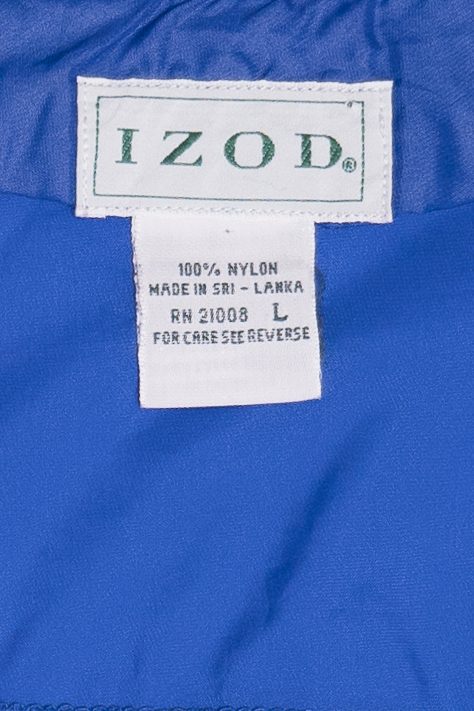 IZOD®
100% NYLON
MADE IN SRI - LANKA
RN 21008 L
FOR CARE SEE REVERSE